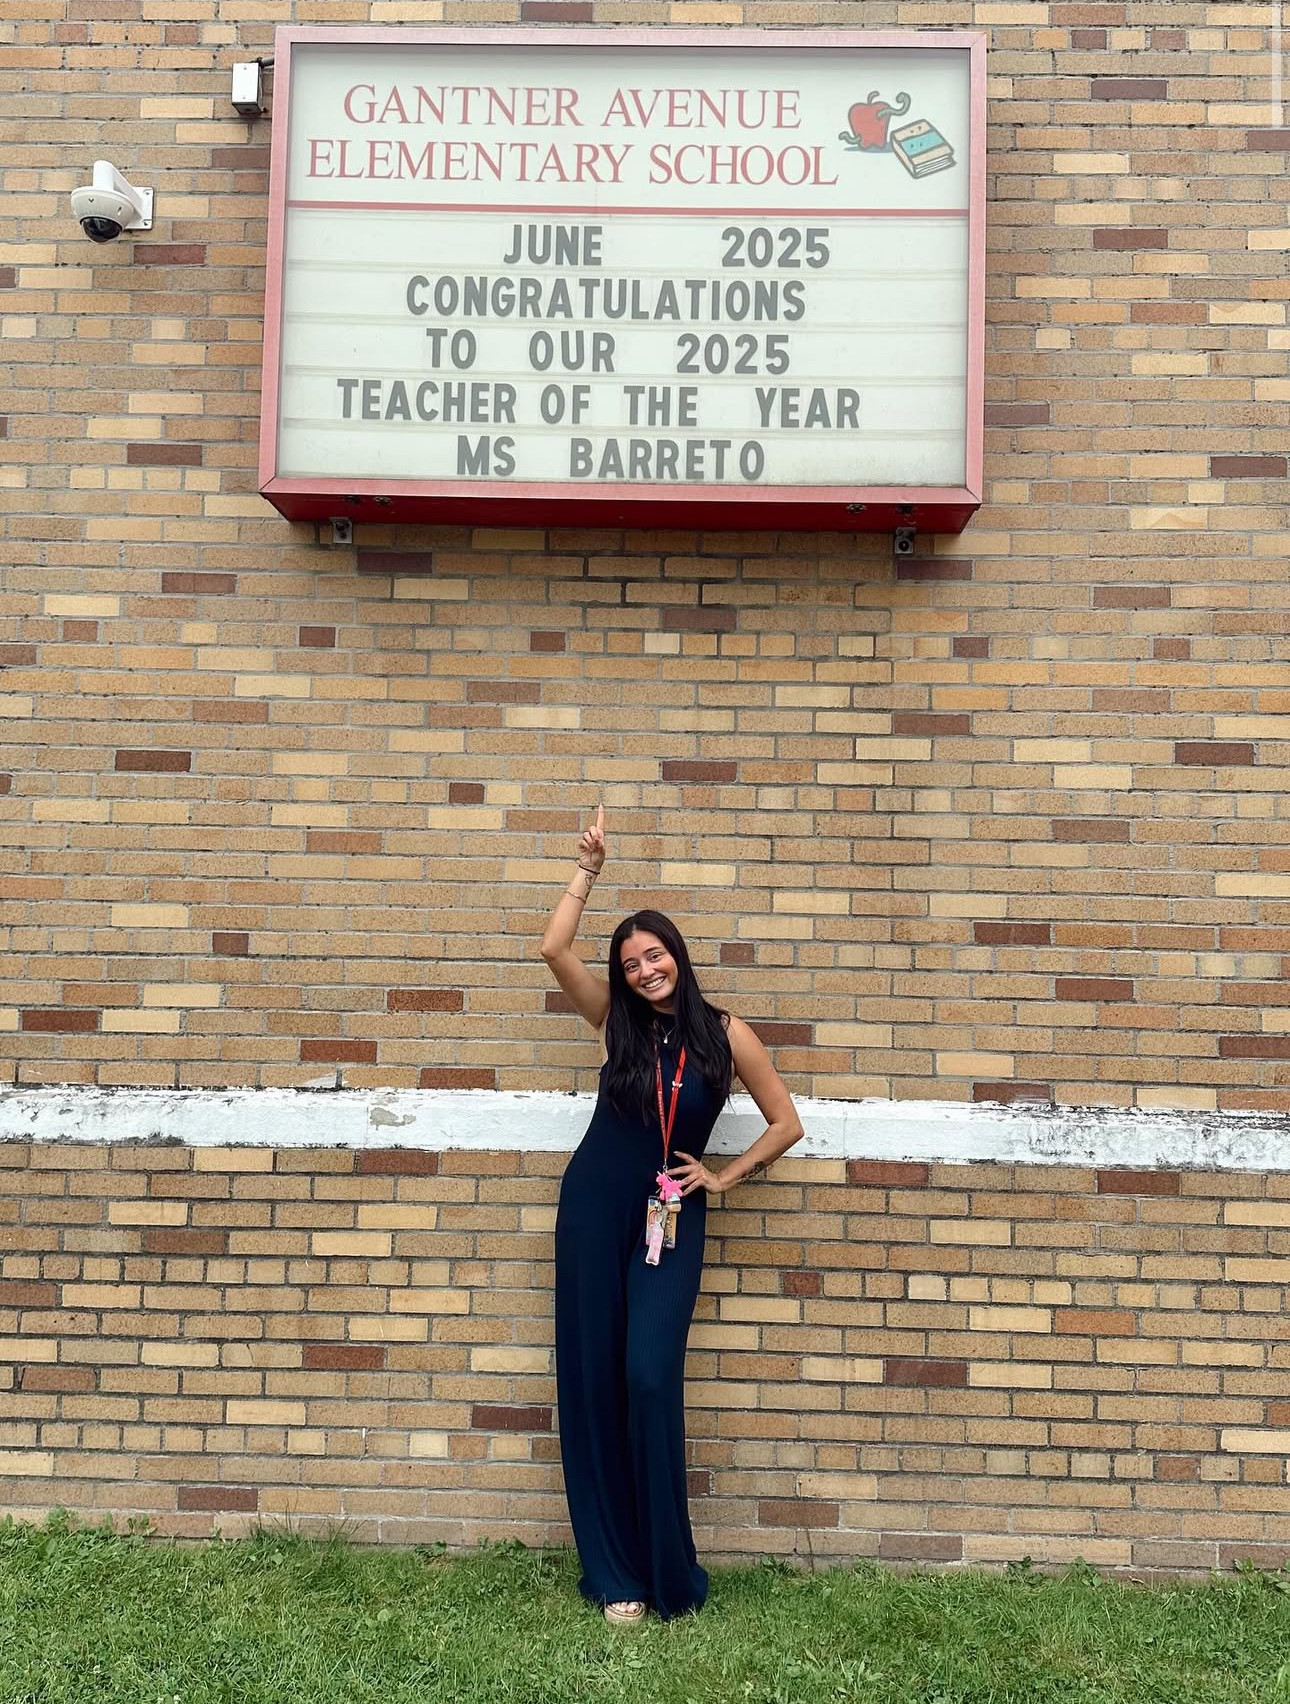 GANTNER AVENUE
ELEMENTARY SCHOOL
JUNE 2025
CONGRATULATIONS
TO OUR 2025
TEACHER OF THE YEAR
MS BARRETO